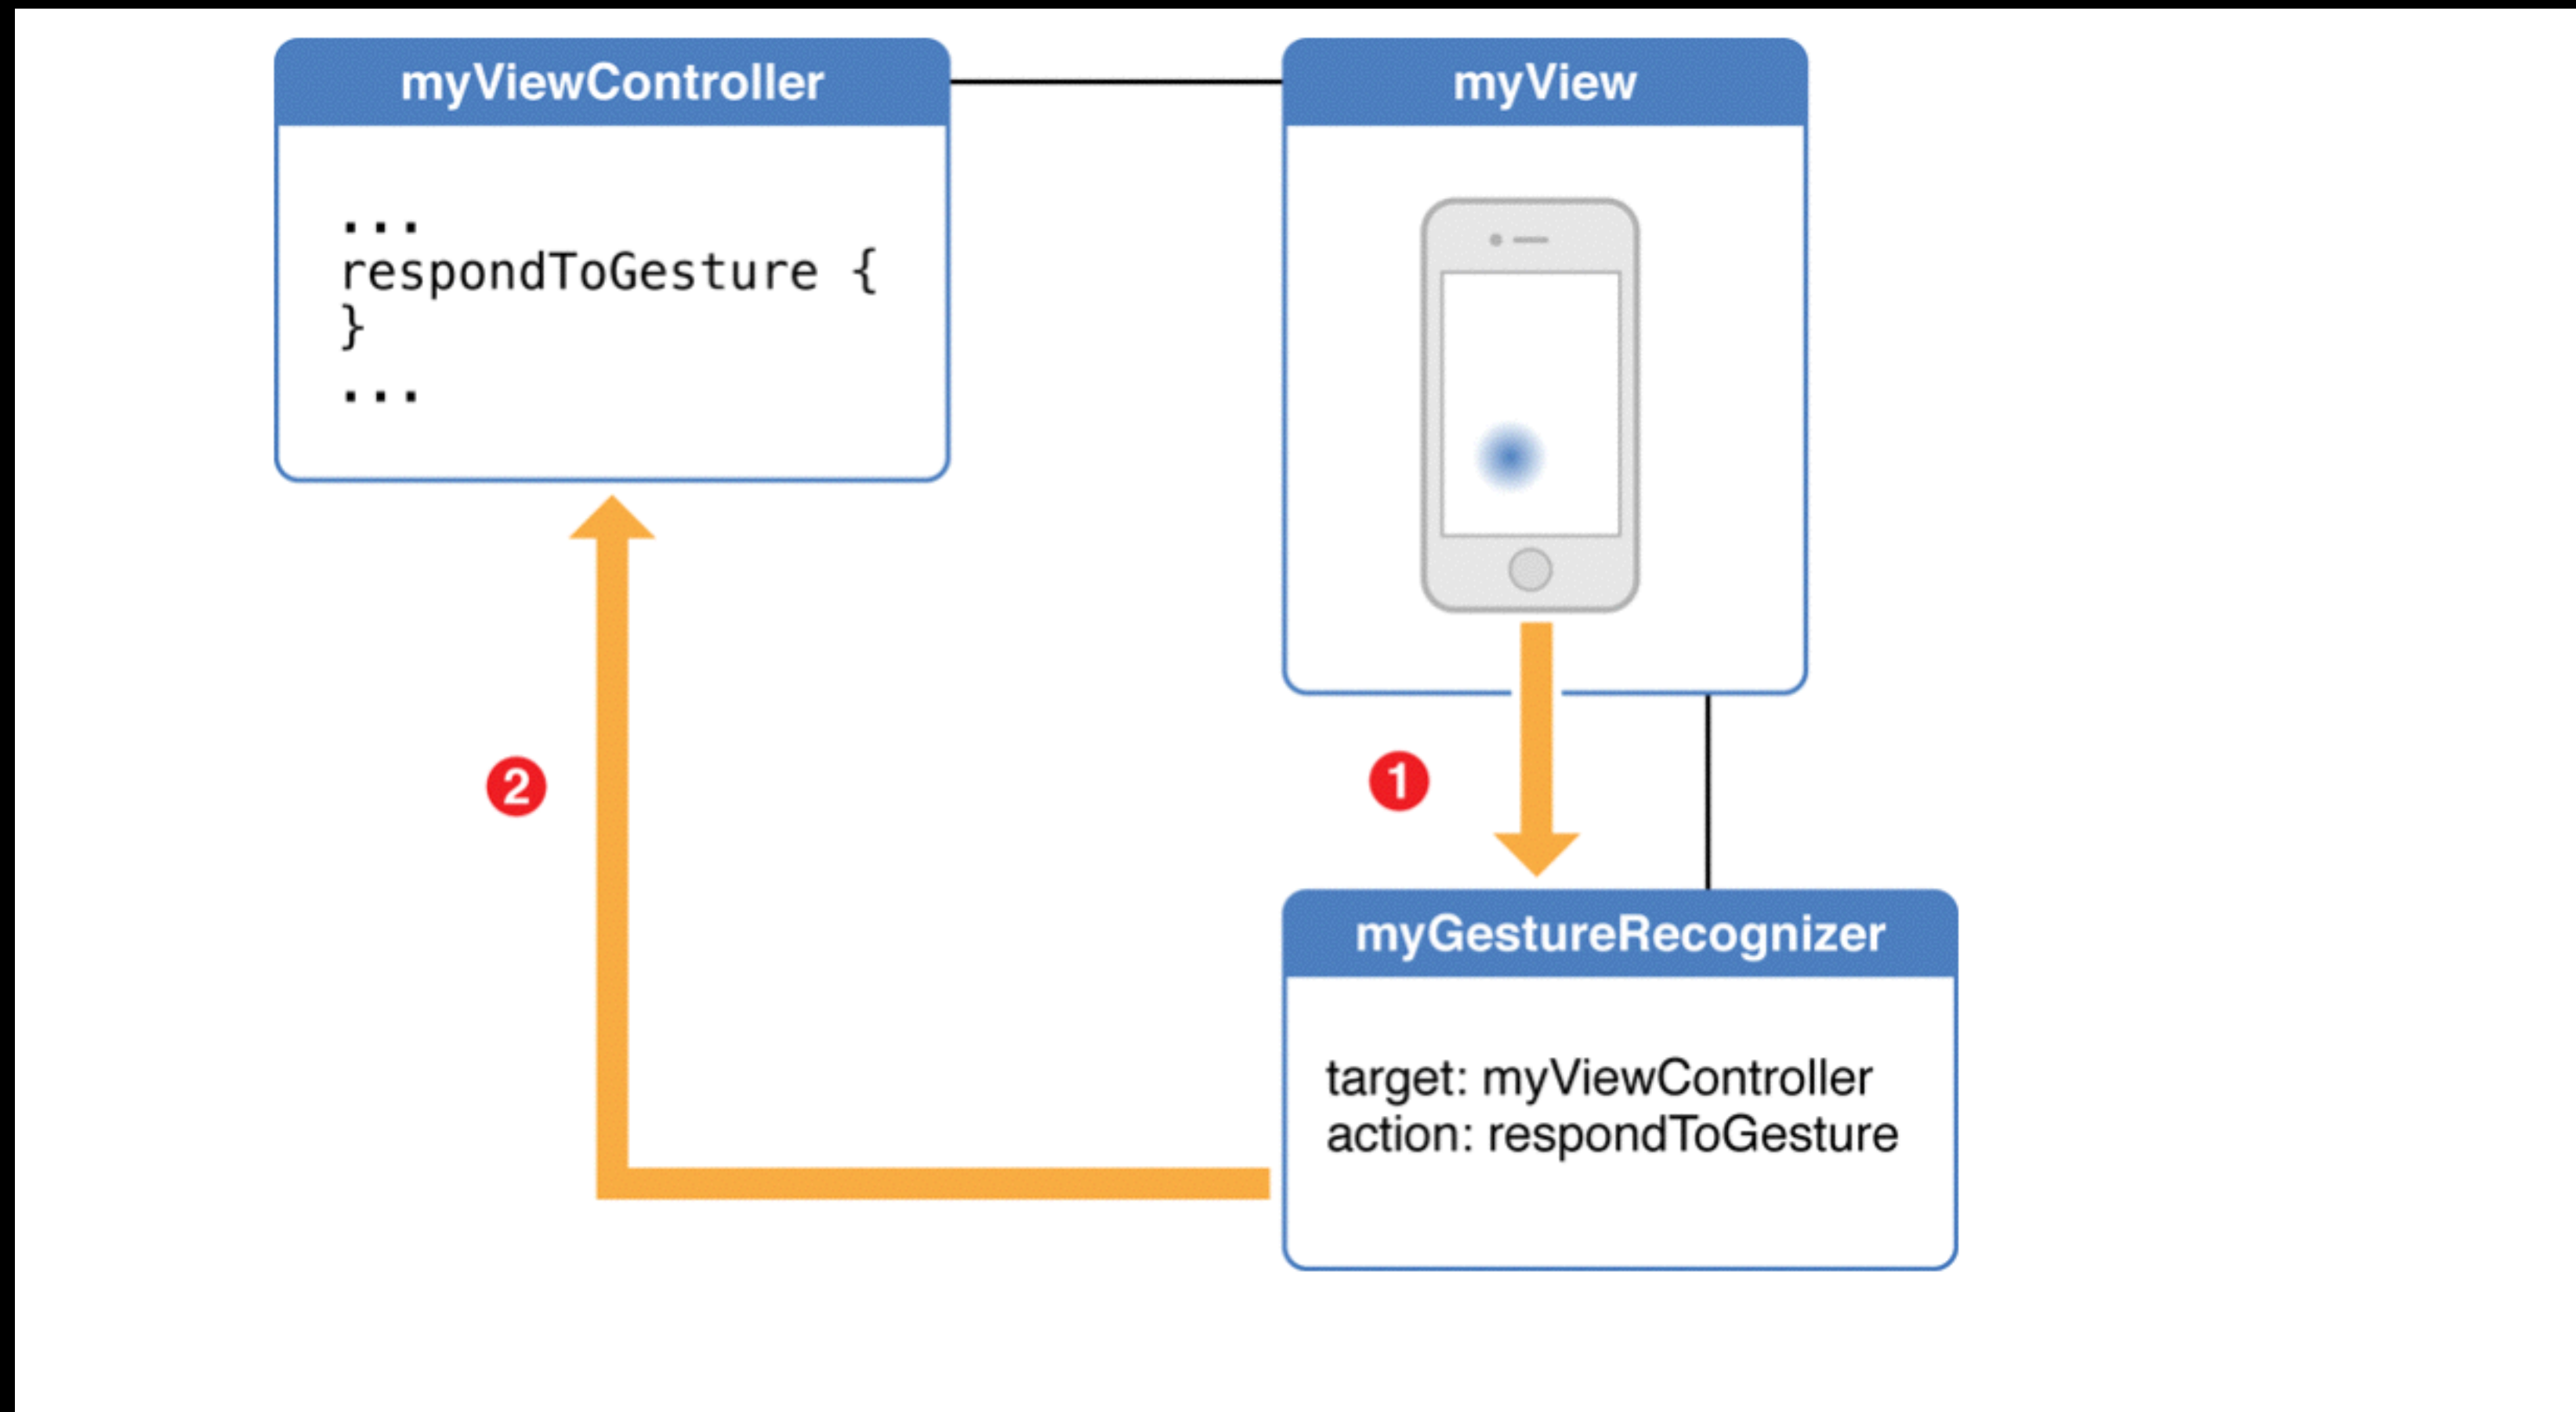 myViewController
...
respondToGesture {
}
...
myView
1
2
myGestureRecognizer
target: myViewController
action: respondToGesture